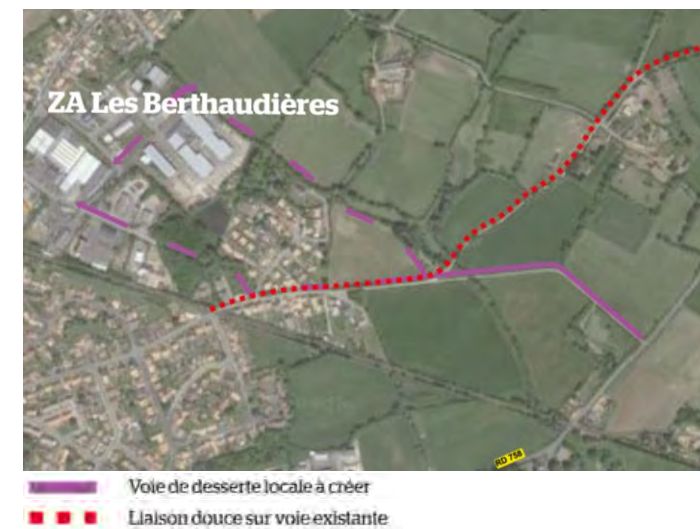 ZA Les Berthaudières
RD 758
Voie de desserte locale à créer
Liaison douce sur voie existante